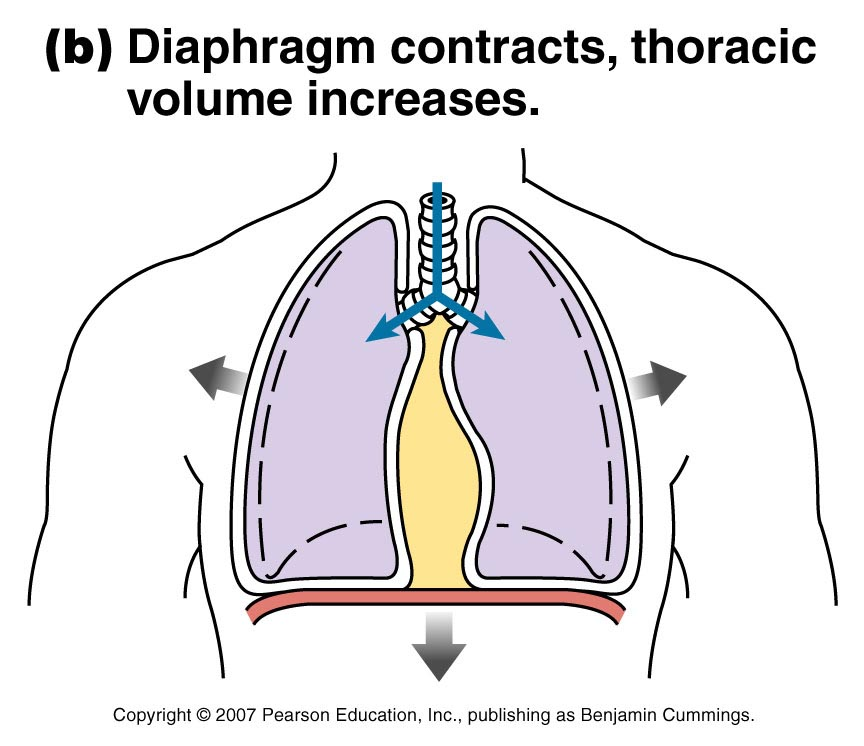 (b) Diaphragm contracts, thoracic
volume increases.
Copyright © 2007 Pearson Education, Inc., publishing as Benjamin Cummings.